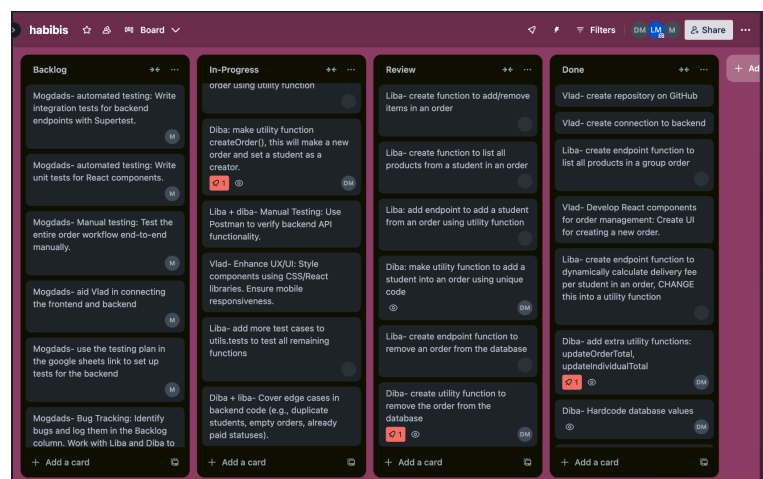 habibis
Board
Filters
DM
LM
M
Share
Backlog
Mogdads- automated testing: Write
integration tests for backend
endpoints with Supertest.
M
Mogdads- automated testing: Write
unit tests for React components.
M
Mogdads- Manual testing: Test the
entire order workflow end-to-end
manually.
M
Mogdads- aid Vlad in connecting
the frontend and backend
M
Mogdads- use the testing plan in
the google sheets link to set up
tests for the backend
M
Mogdads- Bug Tracking: Identify
bugs and log them in the Backlog
column. Work with Liba and Diba to
+ Add a card
In-Progress
order using utility function
Diba: make utility function
createOrder(), this will make a new
order and set a student as a
creator.
1
DM
Liba + diba- Manual Testing: Use
Postman to verify backend API
functionality.
Vlad- Enhance UX/UI: Style
components using CSS/React
libraries. Ensure mobile
responsiveness.
Liba- add more test cases to
utils.tests to test all remaining
functions
Diba + liba- Cover edge cases in
backend code (e.g., duplicate
students, empty orders, already
paid statuses).
+ Add a card
Review
Liba- create function to add/remove
items in an order
Liba- create function to list all
products from a student in an order
Liba: add endpoint to add a student
from an order using utility function
Diba: make utility function to add a
student into an order using unique
code
DM
Liba- create endpoint function to
remove an order from the database
Diba- create utility function to
remove the order from the
database
1
DM
+ Add a card
Done
Vlad- create repository on GitHub
Vlad- create connection to backend
Liba- create endpoint function to
list all products in a group order
Vlad- Develop React components
for order management: Create UI
for creating a new order.
Liba- create endpoint function to
dynamically calculate delivery fee
per student in an order, CHANGE
this into a utility function
Diba- add extra utility functions:
updateOrderTotal,
updateIndividualTotal
1
DM
Diba- Hardcode database values
DM
+ Add a card
+ Ad